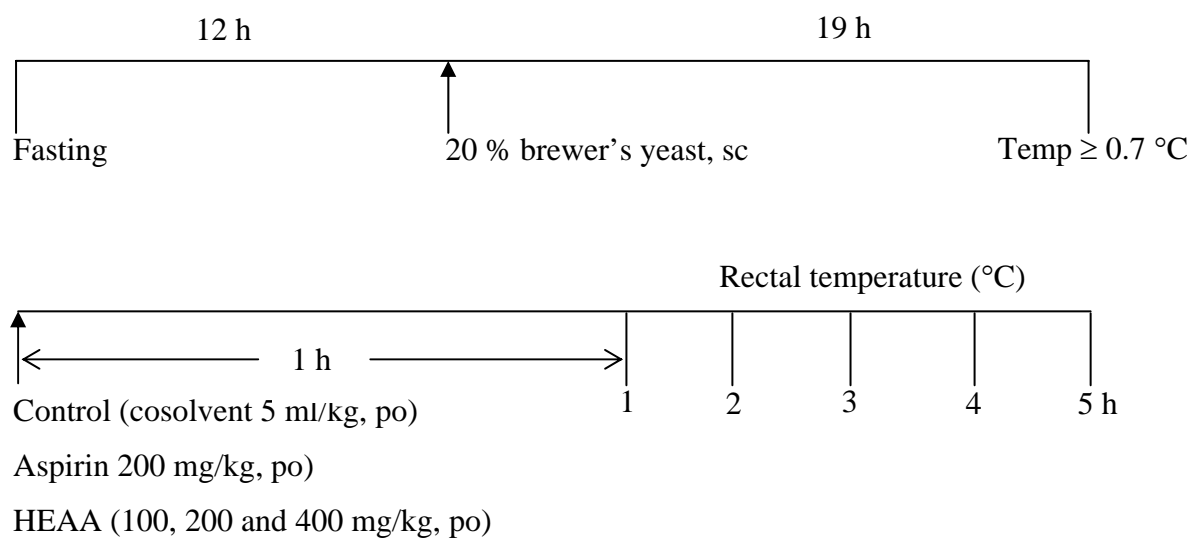 12 h 19 h
Fasting 20 % brewer's yeast, sc Temp ≥ 0.7 °C
Rectal temperature (°C)
1 h
1 2 3 4 5 h
Control (cosolvent 5 ml/kg, po)
Aspirin 200 mg/kg, po)
HEAA (100, 200 and 400 mg/kg, po)